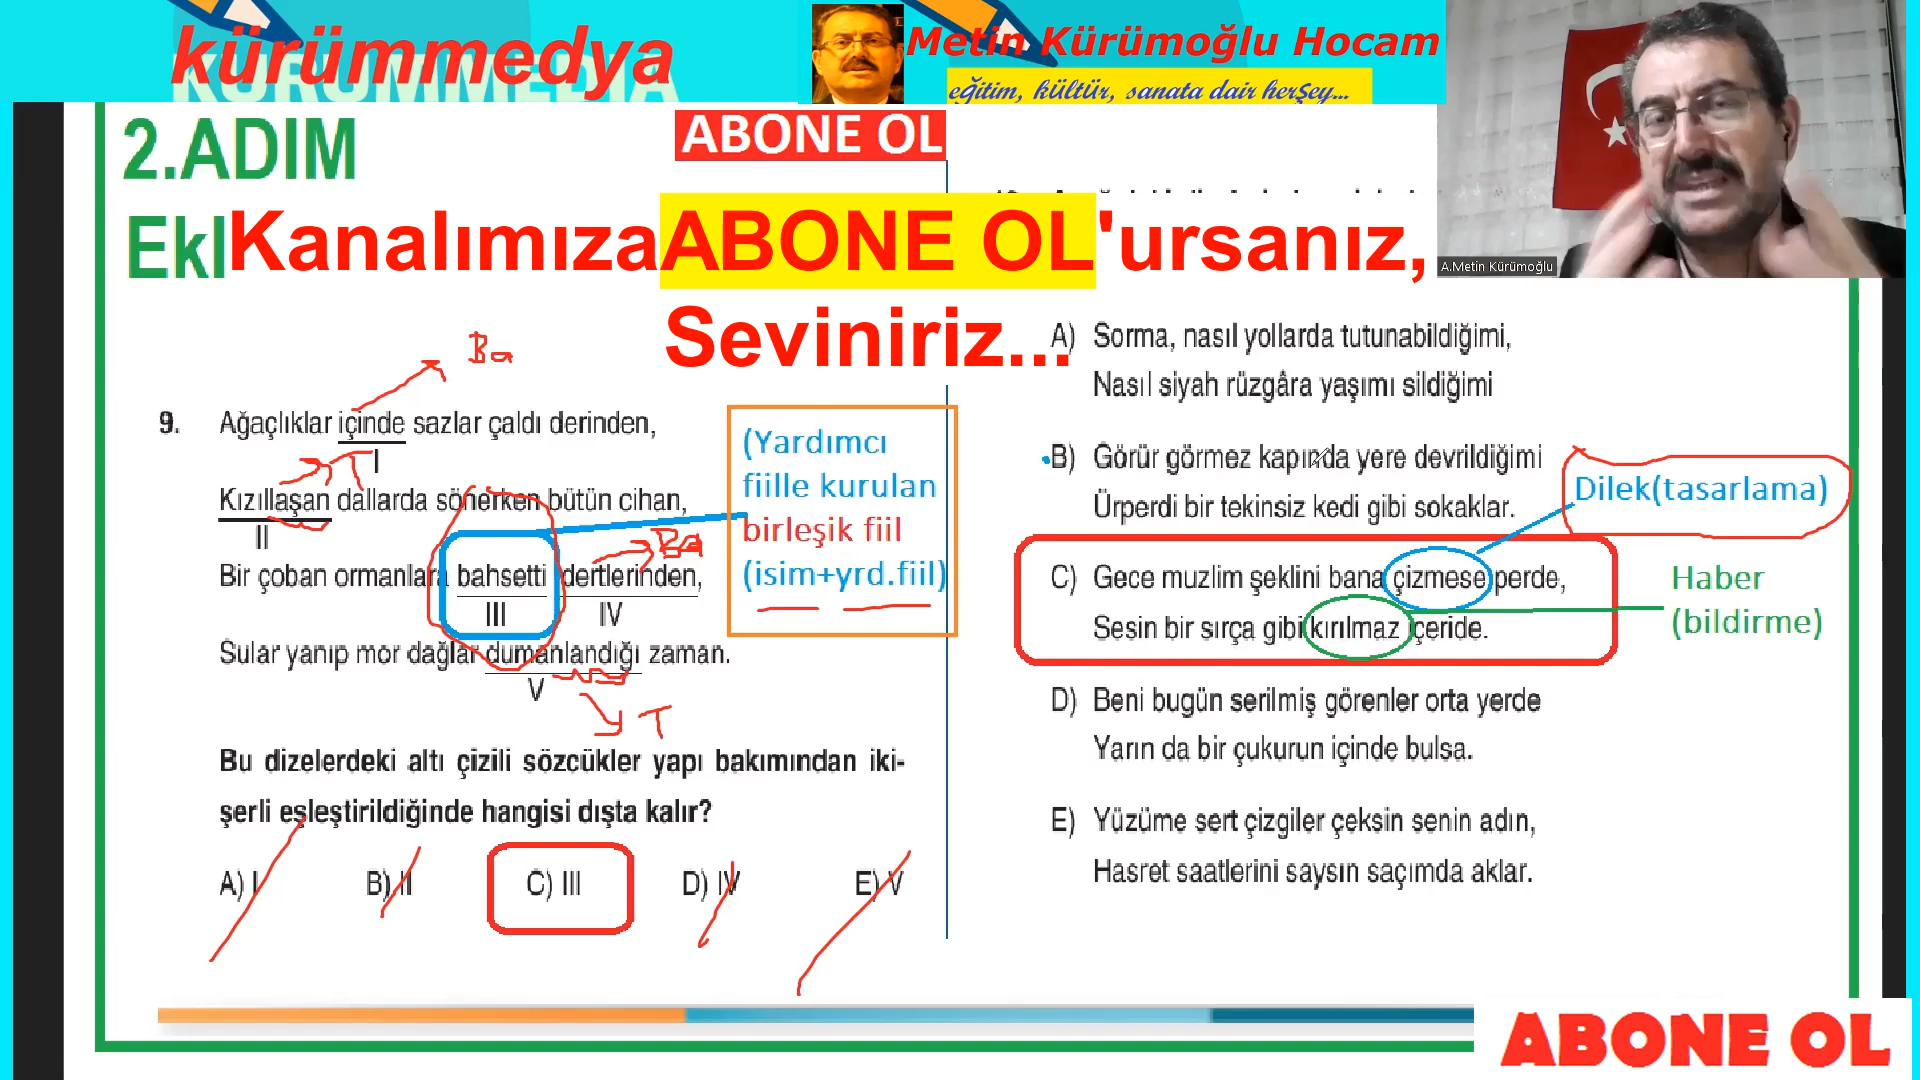 kürümmedya
KURUMMEDIA
Metin Kürümoğlu Hocam
eğitim, kültür, sanata dair herşey...
2.ADIM
ABONE OL
Ekl
Kanalımıza ABONE OL'ursanız,
Seviniriz...
A.Metin Kürümoğlu
Ba
9. Ağaçlıklar içinde sazlar çaldı derinden,
I
T
Kızıllaşan dallarda sönerken bütün cihan,
II
Ba
Bir çoban ormanlara bahsetti dertlerinden,
III IV
Sular yanıp mor dağlar dumanlandığı zaman.
V
T
(Yardımcı
fiille kurulan
birleşik fiil
(isim+yrd.fiil)
Bu dizelerdeki altı çizili sözcükler yapı bakımından iki-
şerli eşleştirildiğinde hangisi dışta kalır?
A) I B) II C) III D) IV E) V
A) Sorma, nasıl yollarda tutunabildiğimi,
Nasıl siyah rüzgâra yaşımı sildiğimi
B) Görür görmez kapında yere devrildiğimi
Ürperdi bir tekinsiz kedi gibi sokaklar.
Dilek(tasarlama)
C) Gece muzlim şeklini bana çizmese perde,
Sesin bir sırça gibi kırılmaz içeride.
Haber
(bildirme)
D) Beni bugün serilmiş görenler orta yerde
Yarın da bir çukurun içinde bulsa.
E) Yüzüme sert çizgiler çeksin senin adın,
Hasret saatlerini saysın saçımda aklar.
ABONE OL